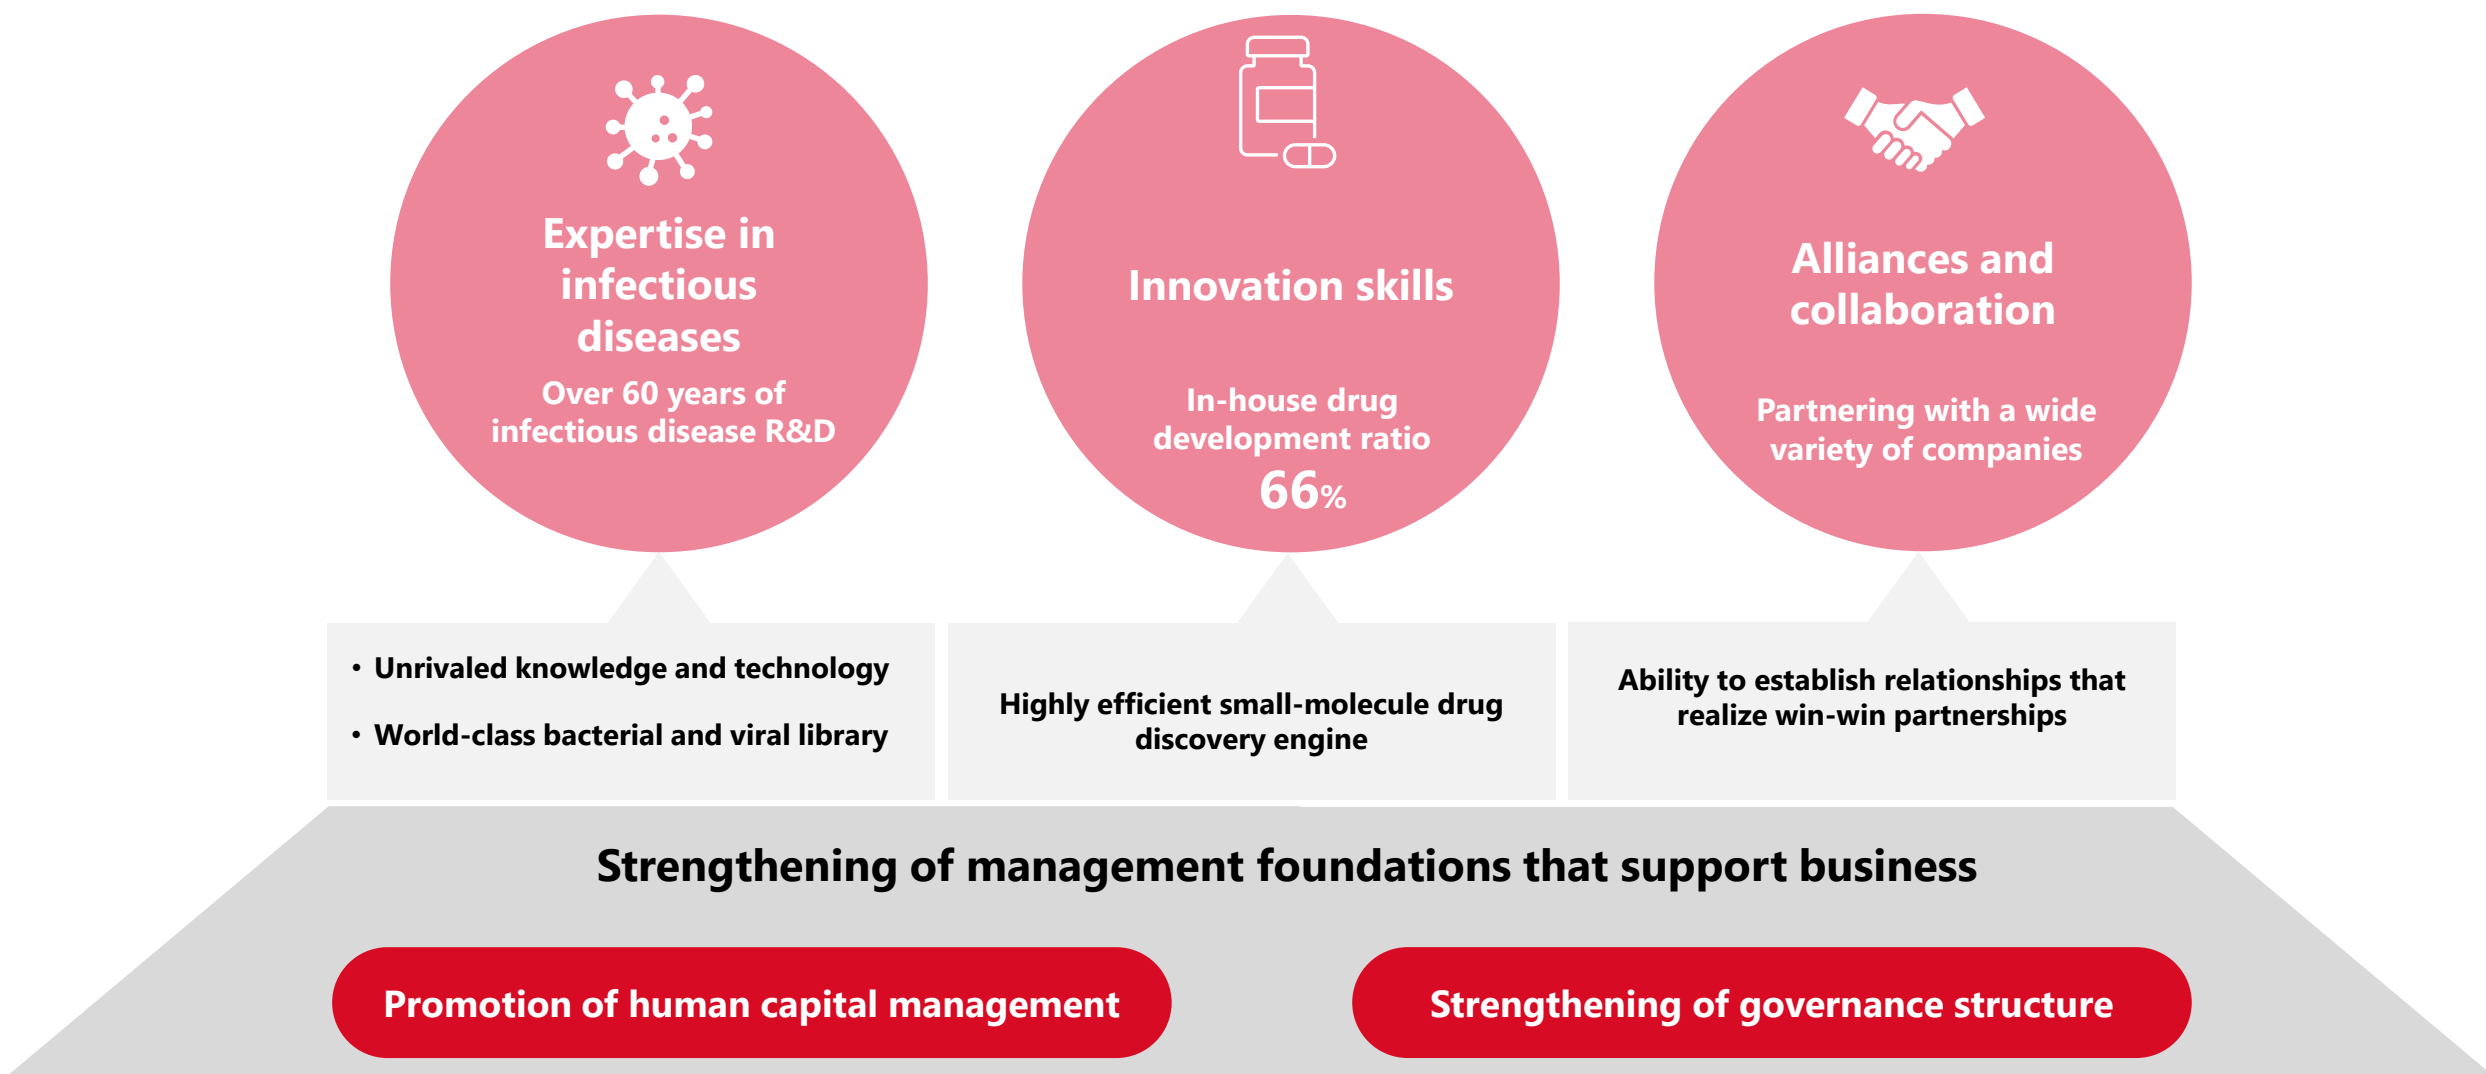 Expertise in
infectious
diseases
Over 60 years of
infectious disease R&D
Innovation skills
In-house drug
development ratio
66%
Alliances and
collaboration
Partnering with a wide
variety of companies
• Unrivaled knowledge and technology
• World-class bacterial and viral library
Highly efficient small-molecule drug
discovery engine
Ability to establish relationships that
realize win-win partnerships
Strengthening of management foundations that support business
Promotion of human capital management
Strengthening of governance structure